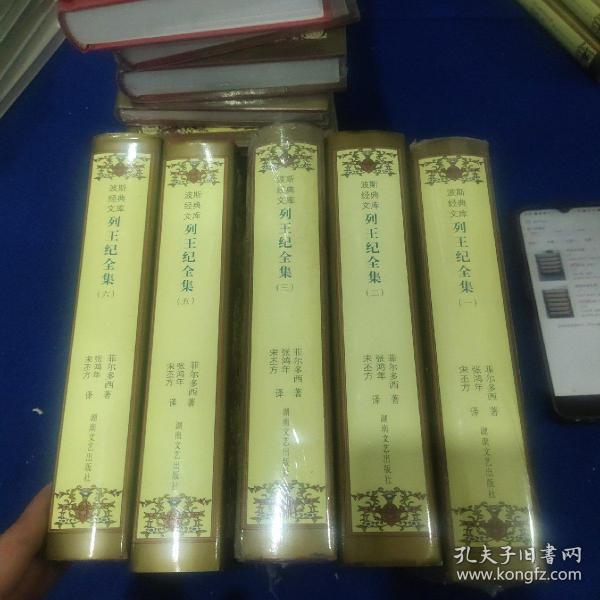 波斯
经典
文库
列王纪全集
(六)
菲尔多西 著
张鸿年
宋丕方 译
湖南文艺出版社
波斯
经典
文库
列王纪全集
(五)
菲尔多西 著
张鸿年
宋丕方 译
湖南文艺出版社
波斯
经典
文库
列王纪全集
(三)
菲尔多西 著
张鸿年
宋丕方 译
湖南文艺出版社
波斯
经典
文库
列王纪全集
(二)
菲尔多西 著
张鸿年
宋丕方 译
湖南文艺出版社
波斯
经典
文库
列王纪全集
(一)
菲尔多西 著
张鸿年
宋丕方 译
湖南文艺出版社
孔夫子旧书网
www.kongfz.com